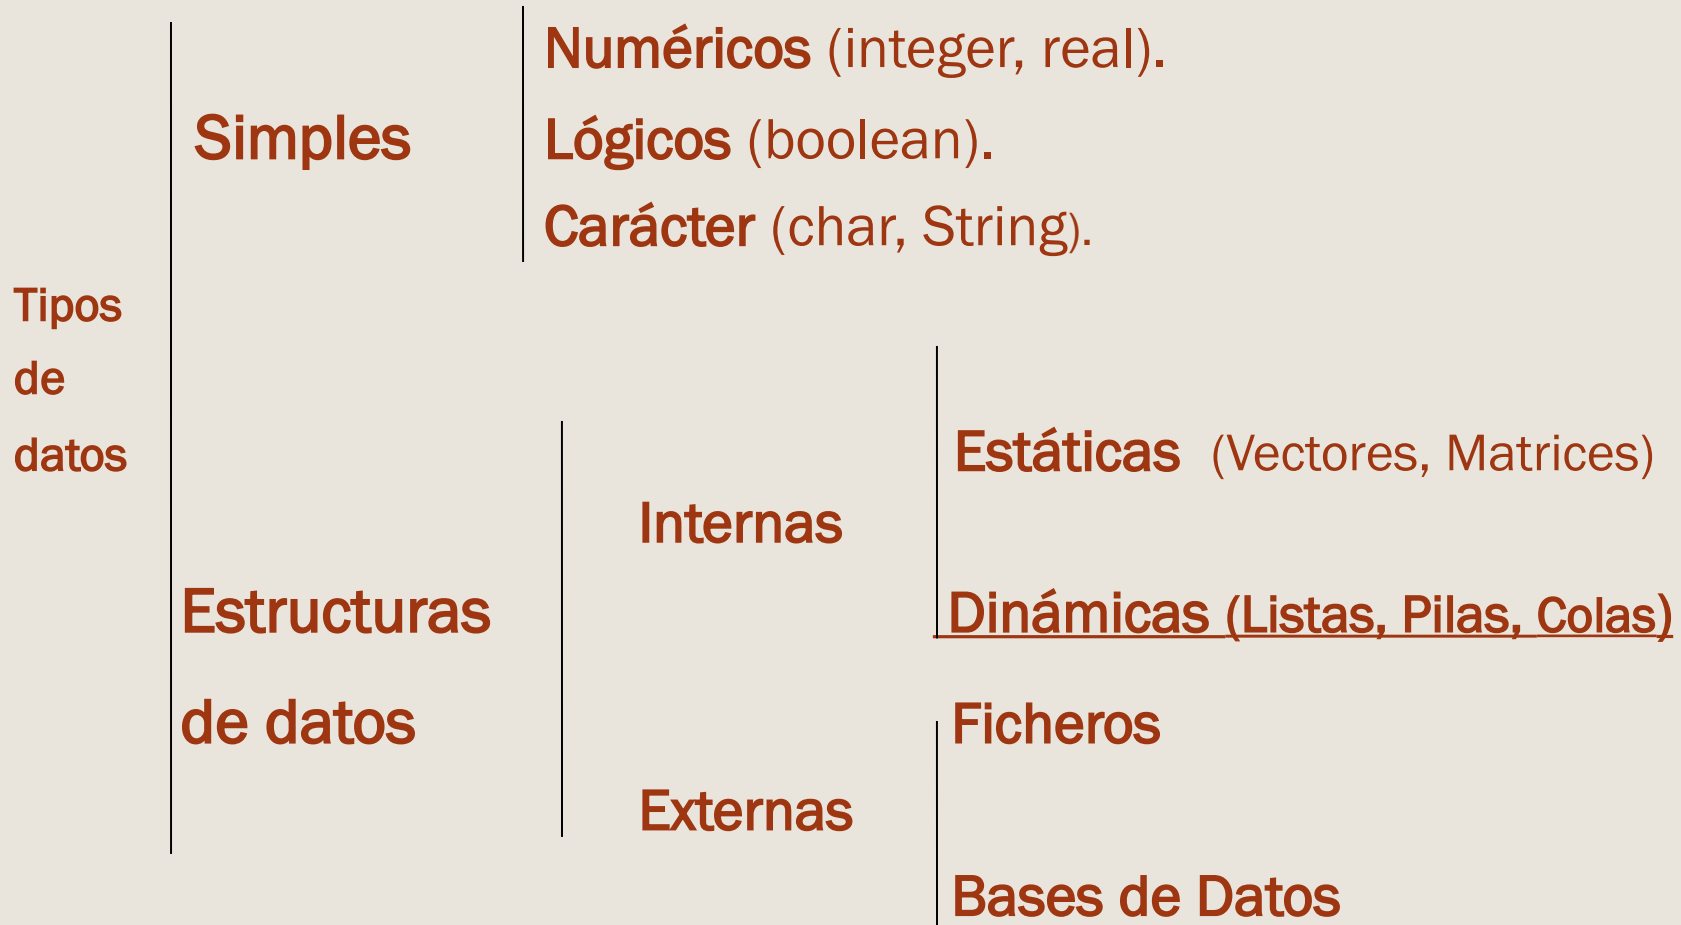 Numéricos (integer, real).
Simples
Lógicos (boolean).
Carácter (char, String).
Tipos
de
datos
Estáticas (Vectores, Matrices)
Internas
Estructuras
Dinámicas (Listas, Pilas, Colas)
de datos
Ficheros
Externas
Bases de Datos